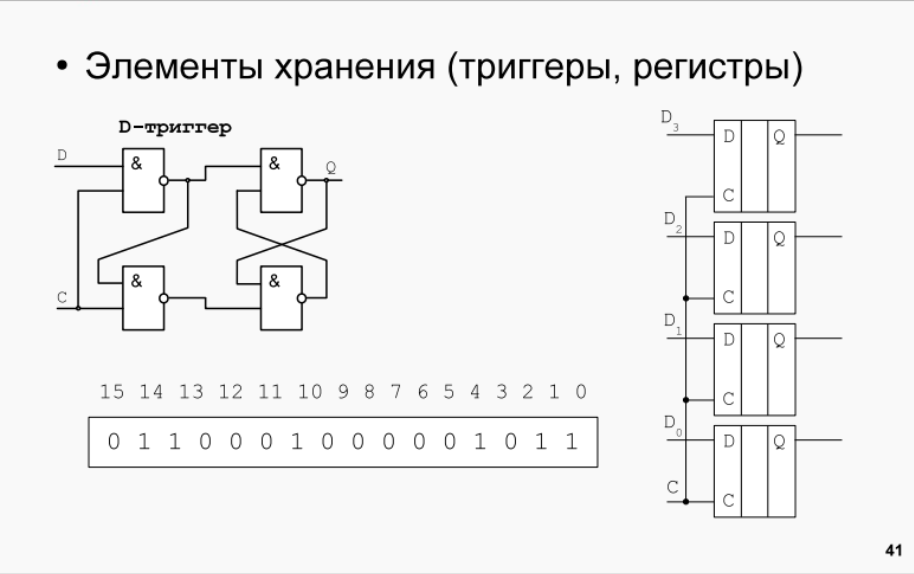 • Элементы хранения (триггеры, регистры)
D-триггер
D
&
&
Q
C
&
&
15 14 13 12 11 10 9 8 7 6 5 4 3 2 1 0
0 1 1 0 0 0 1 0 0 0 0 0 1 0 1 1
D3
D Q
C
D2
D Q
C
D1
D Q
C
D0
D Q
C
C
41